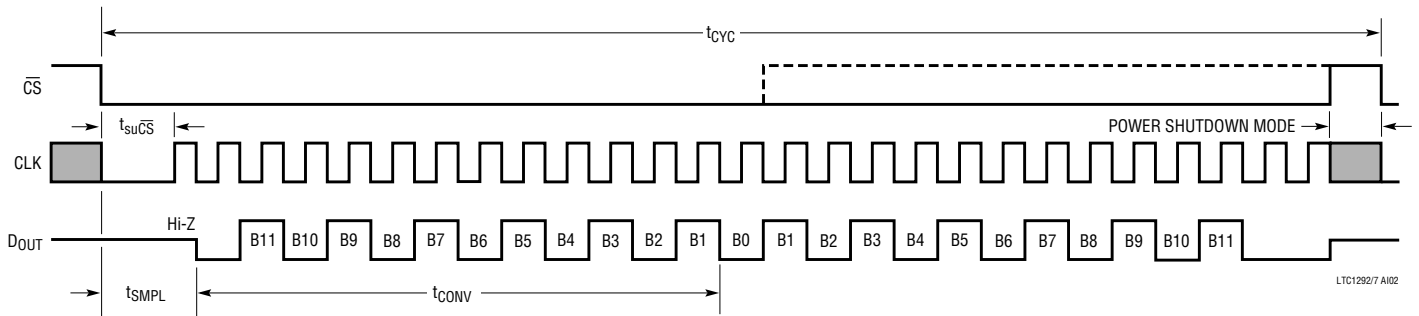 tCYC
CS
tsuCS
POWER SHUTDOWN MODE
CLK
Hi-Z
DOUT
B11 B10 B9 B8 B7 B6 B5 B4 B3 B2 B1 B0 B1 B2 B3 B4 B5 B6 B7 B8 B9 B10 B11
tSMPL
tCONV
LTC1292/7 AI02